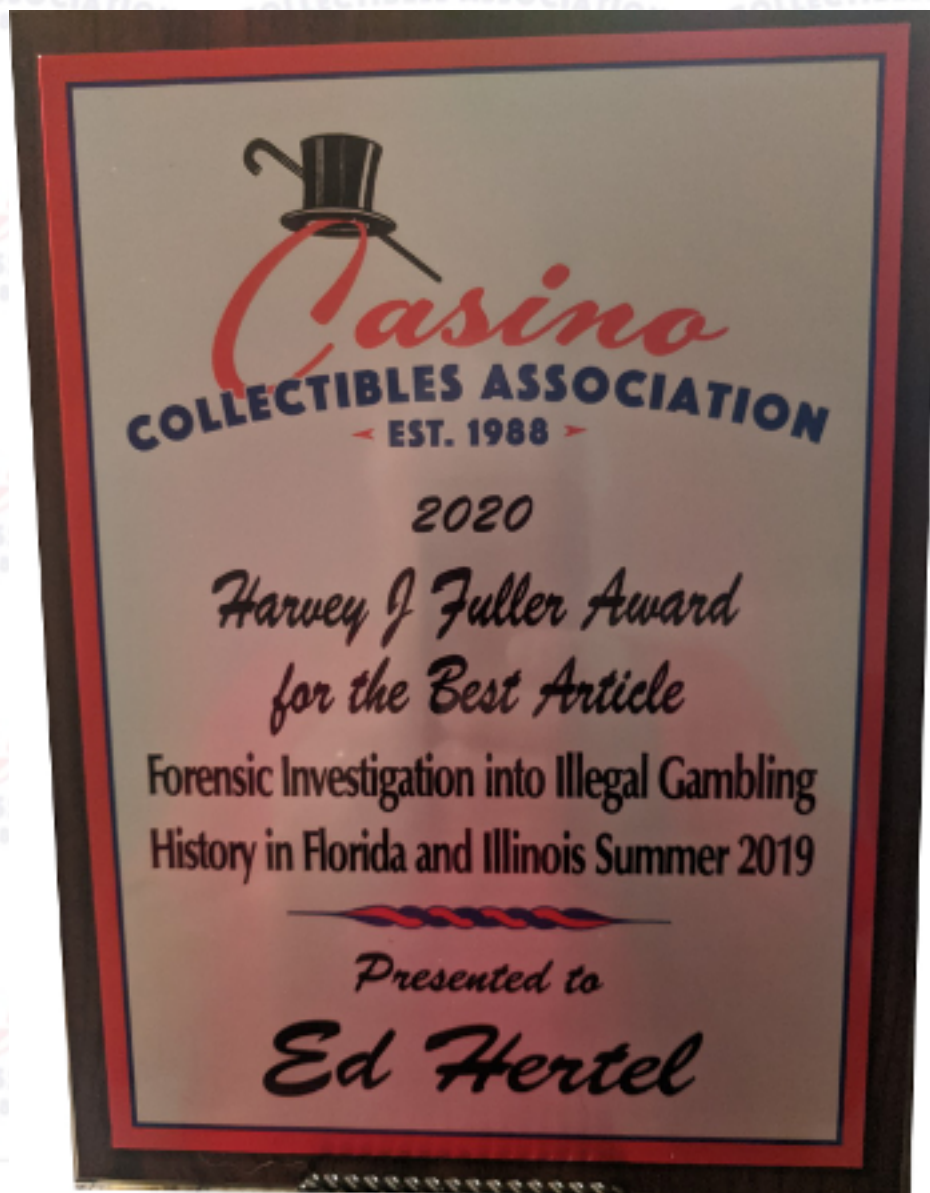 Casino
COLLECTIBLES ASSOCIATION
EST. 1988
2020
Harvey J Fuller Award
for the Best Article
Forensic Investigation into Illegal Gambling
History in Florida and Illinois Summer 2019
Presented to
Ed Hertel